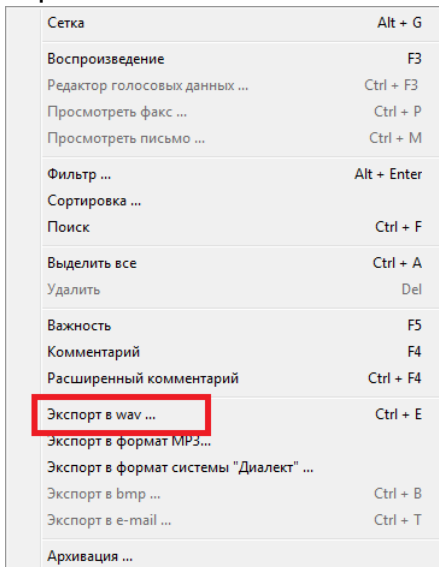 Сетка Alt + G
Воспроизведение F3
Редактор голосовых данных ... Ctrl + F3
Просмотреть факс ... Ctrl + P
Просмотреть письмо ... Ctrl + M
Фильтр ... Alt + Enter
Сортировка ...
Поиск Ctrl + F
Выделить все Ctrl + A
Удалить Del
Важность F5
Комментарий F4
Расширенный комментарий Ctrl + F4
Экспорт в wav ... Ctrl + E
Экспорт в формат MP3...
Экспорт в формат системы "Диалект" ...
Экспорт в bmp ... Ctrl + B
Экспорт в e-mail ... Ctrl + T
Архивация ...